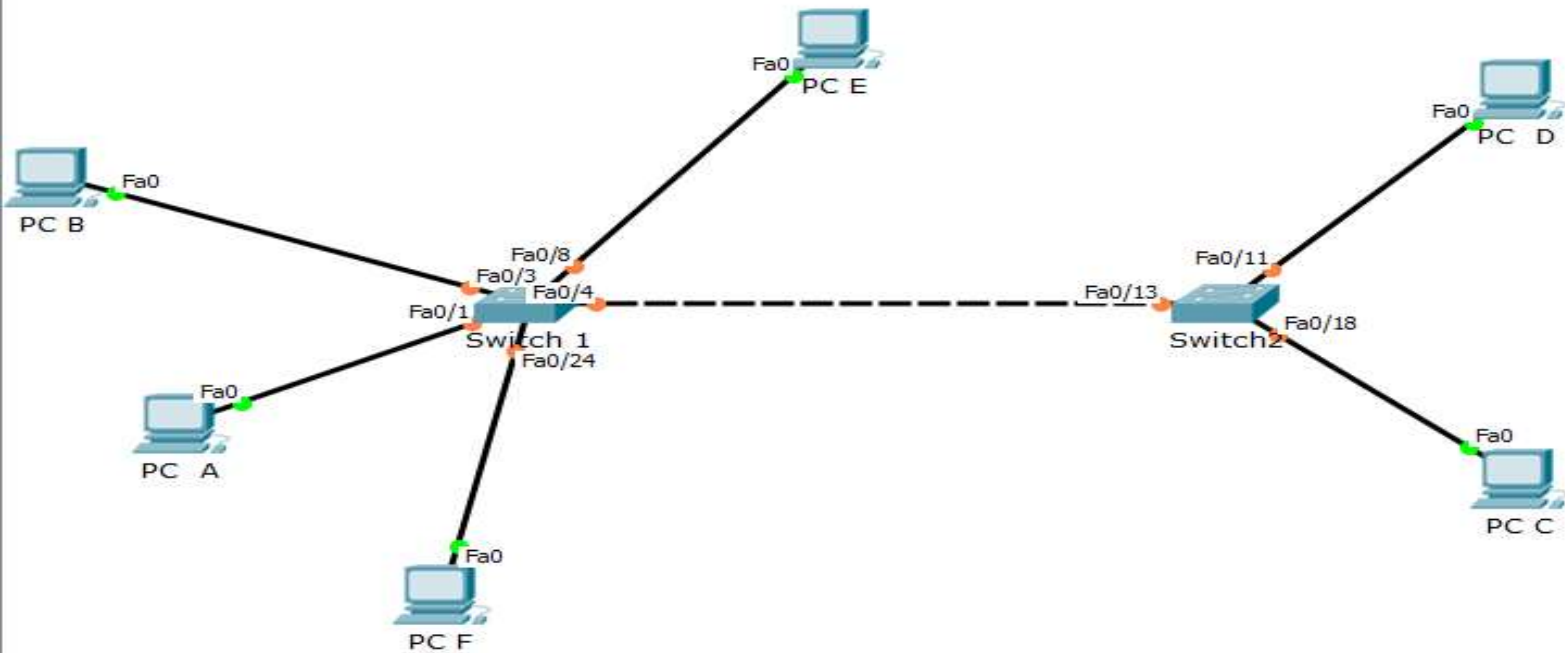 Fa0
PC E
Fa0
PC D
Fa0
PC B
Fa0/8
Fa0/3
Fa0/4
Fa0/1
Switch 1
Fa0/24
Fa0/11
Fa0/13
Fa0/18
Switch2
Fa0
PC A
Fa0
PC C
Fa0
PC F